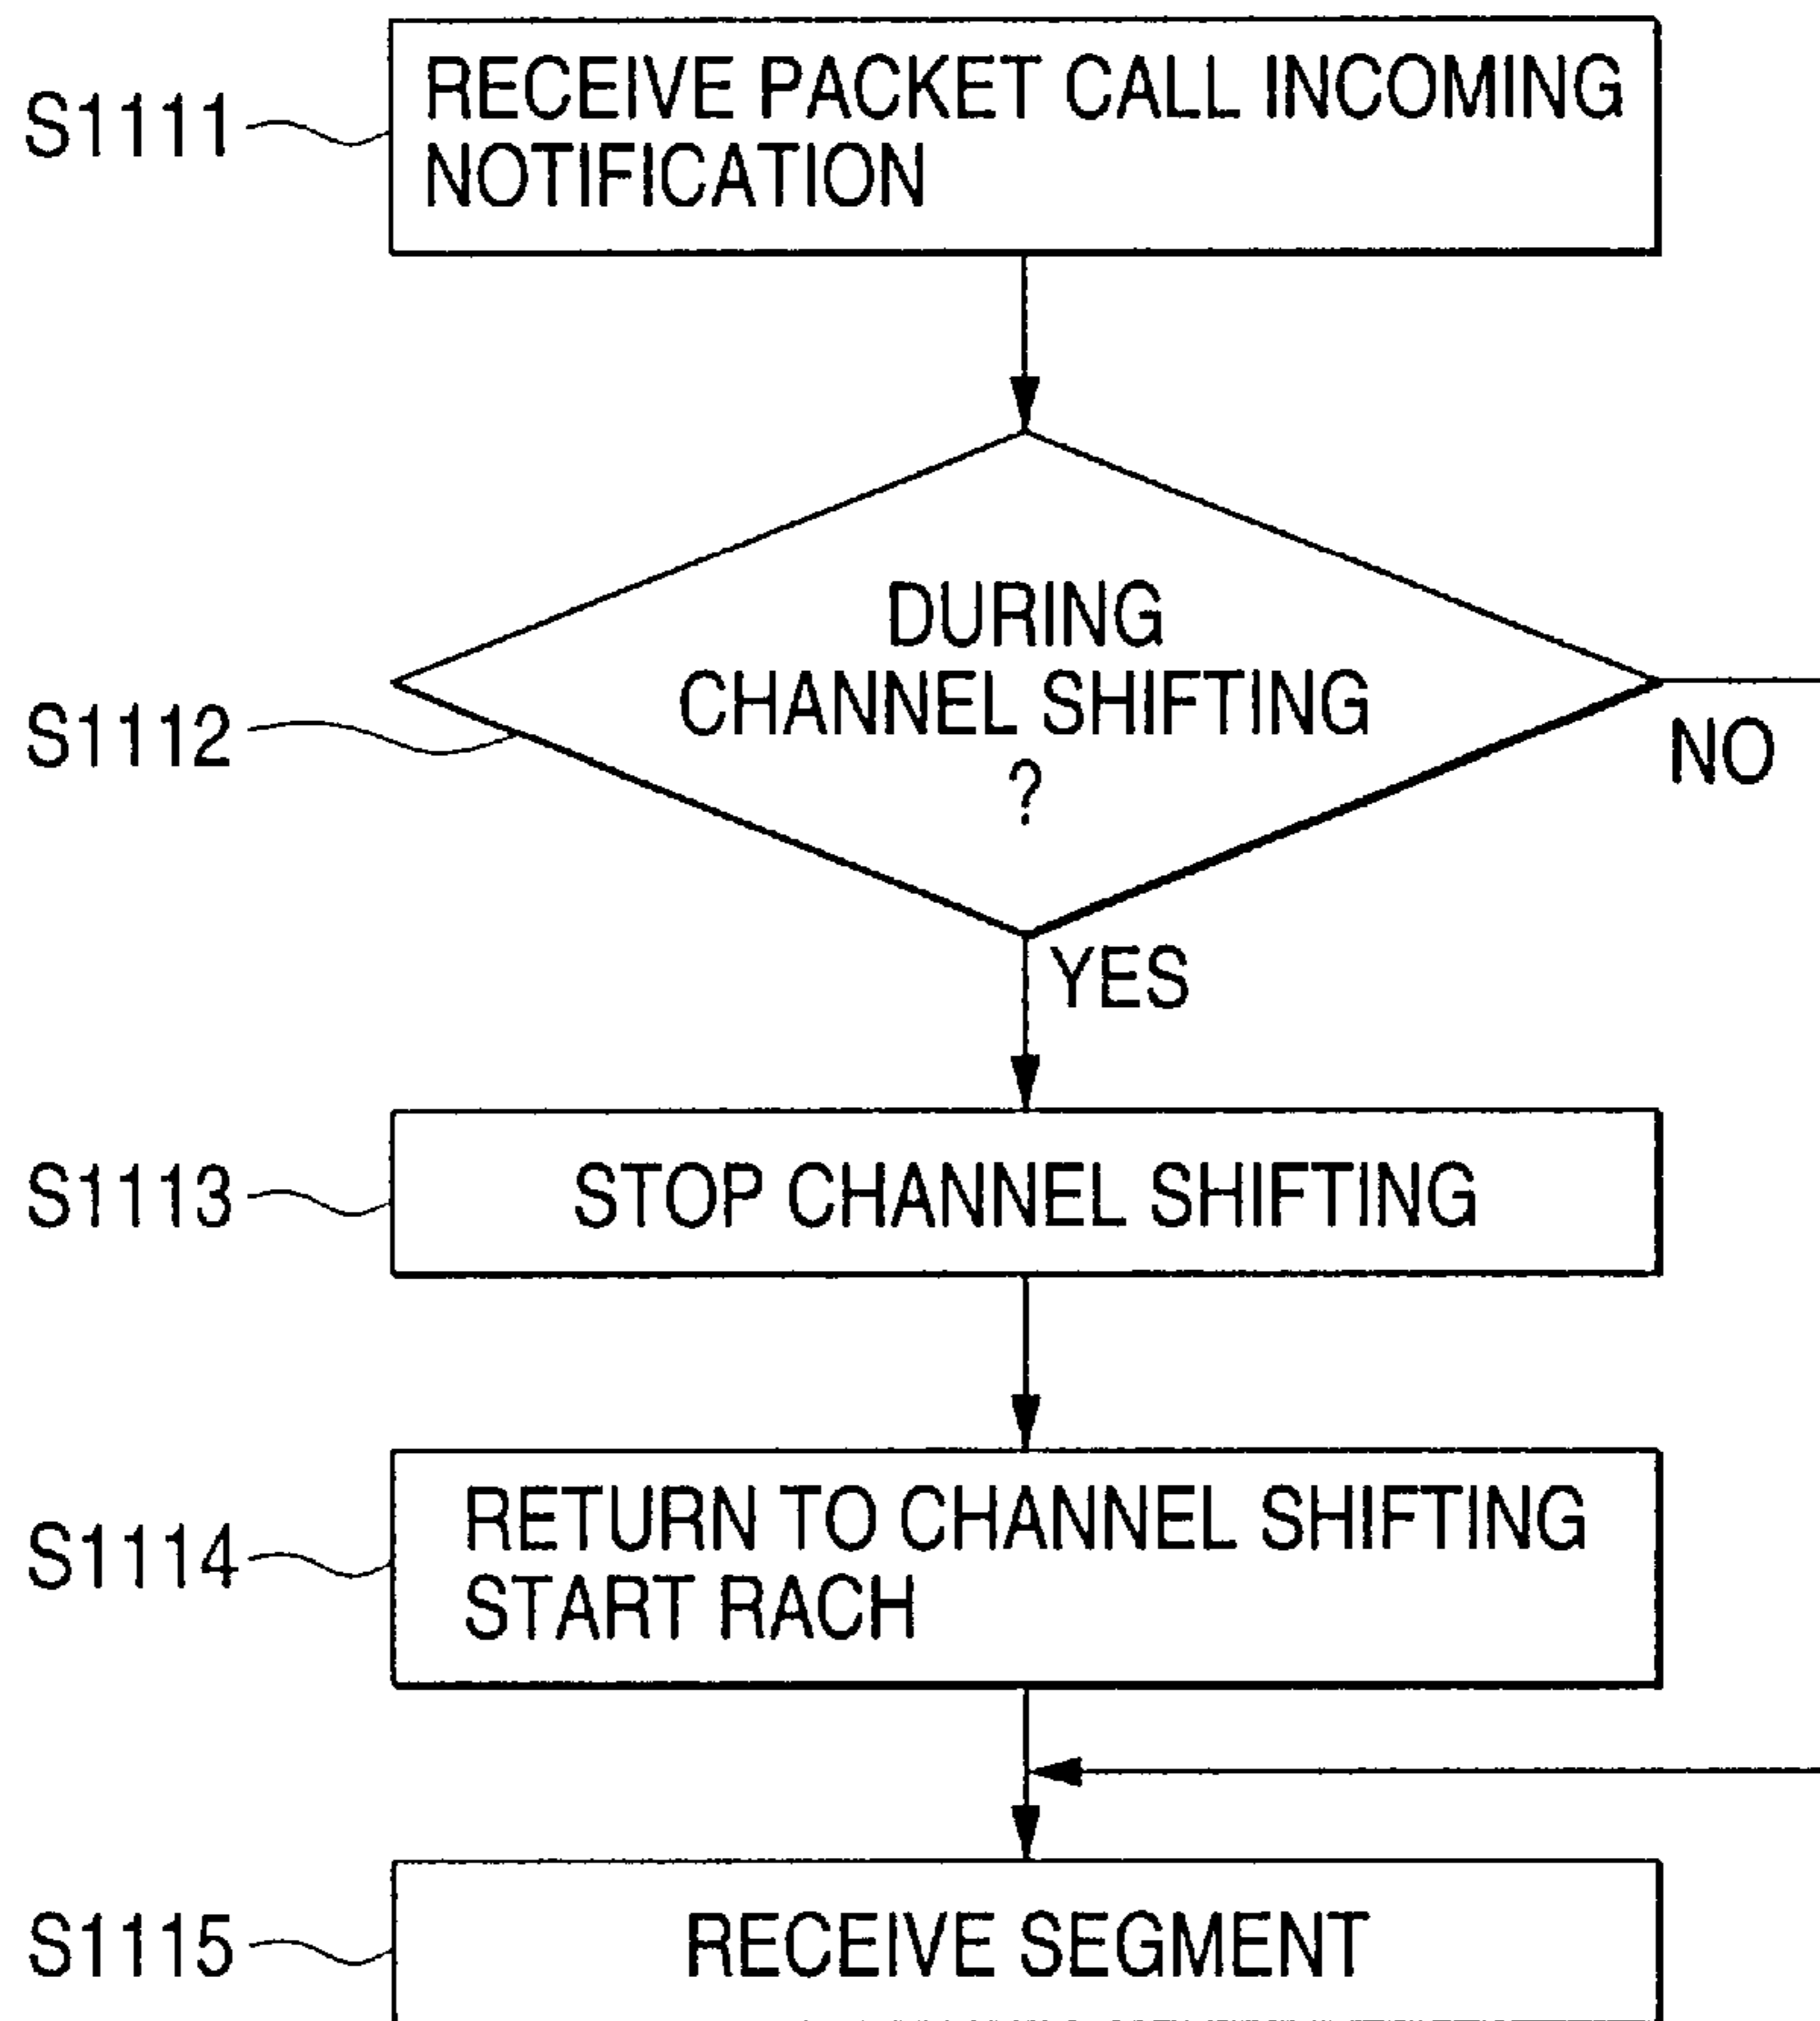 S1111
RECEIVE PACKET CALL INCOMING
NOTIFICATION
S1112
DURING
CHANNEL SHIFTING
?
NO
YES
S1113
STOP CHANNEL SHIFTING
S1114
RETURN TO CHANNEL SHIFTING
START RACH
S1115
RECEIVE SEGMENT